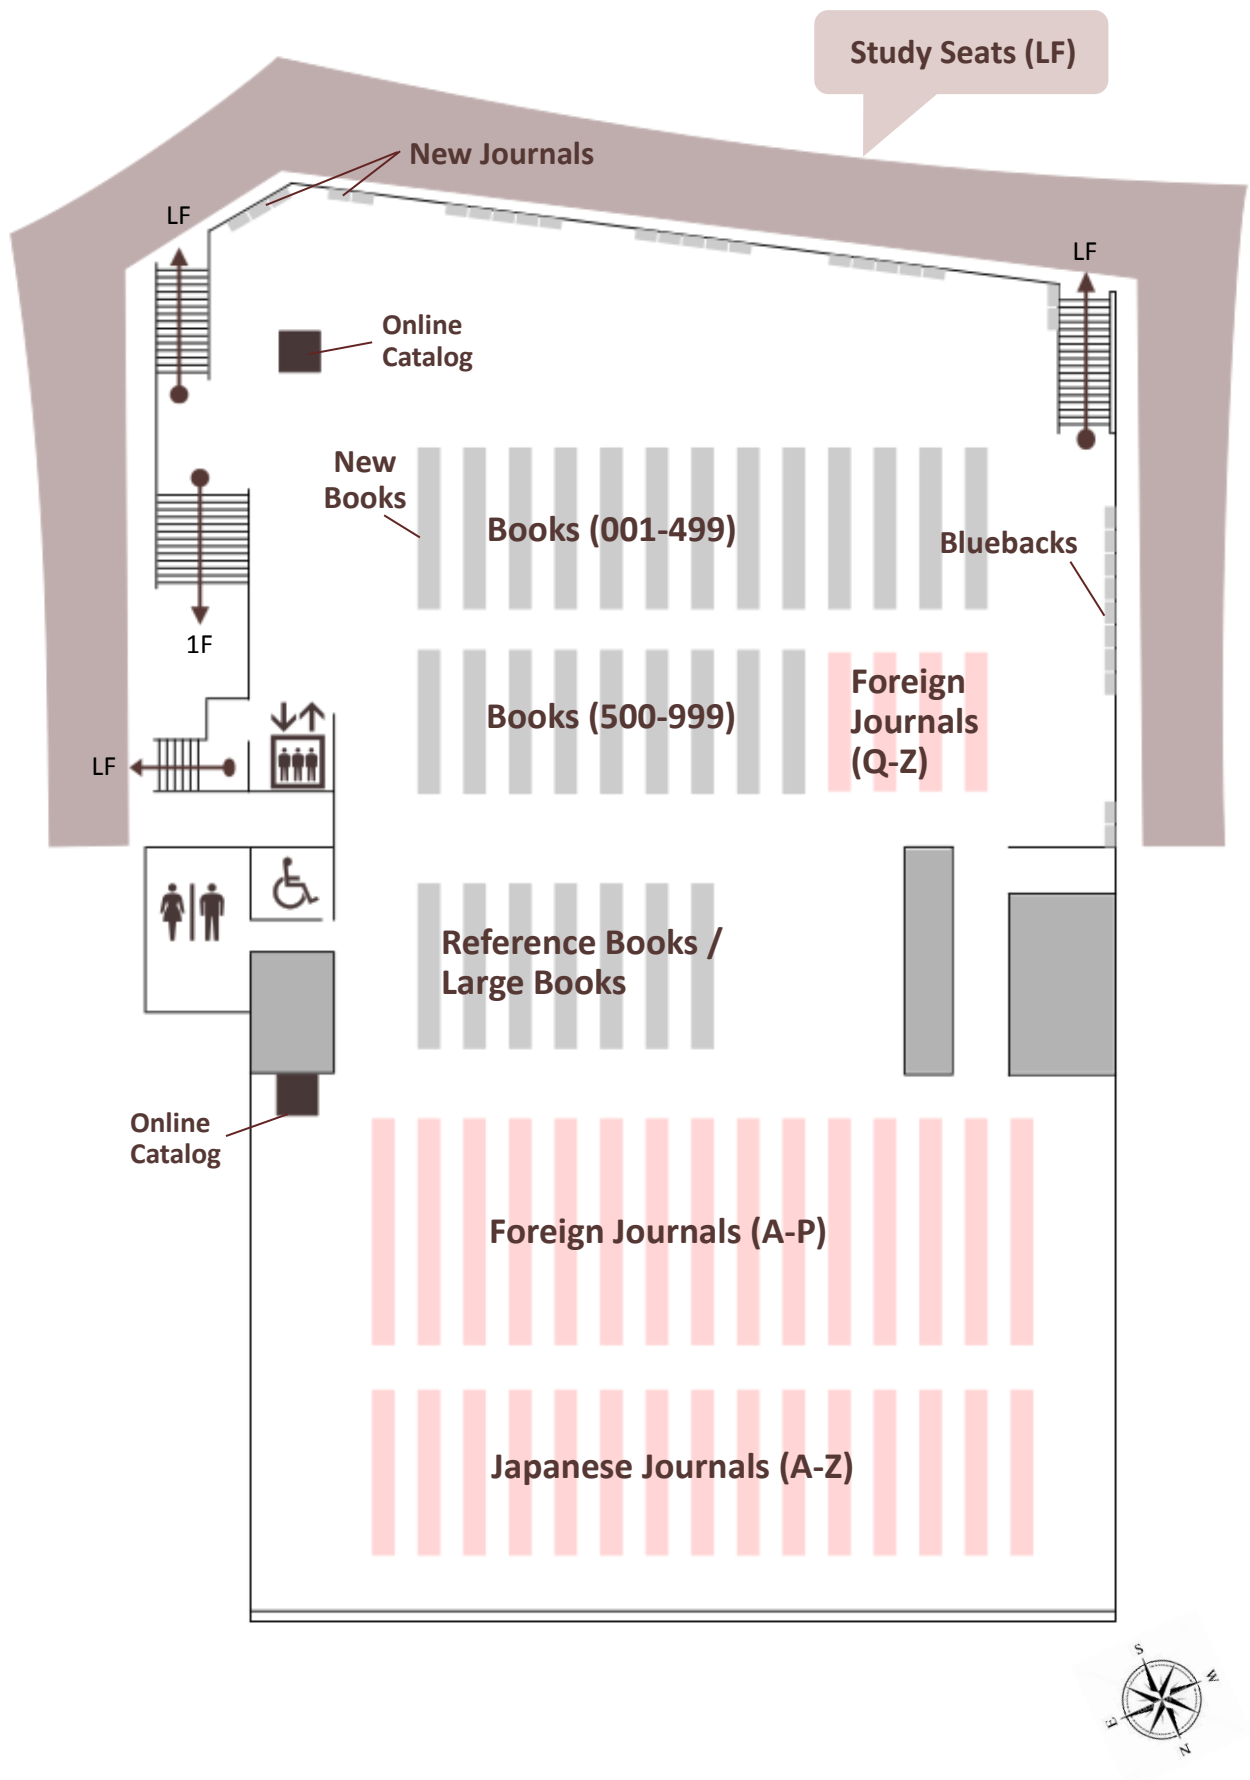 Study Seats (LF)
New Journals
LF
LF
Online
Catalog
New
Books
Books (001-499)
Bluebacks
1F
Books (500-999)
Foreign
Journals
(Q-Z)
LF
Reference Books /
Large Books
Online
Catalog
Foreign Journals (A-P)
Japanese Journals (A-Z)
S
W
E
N